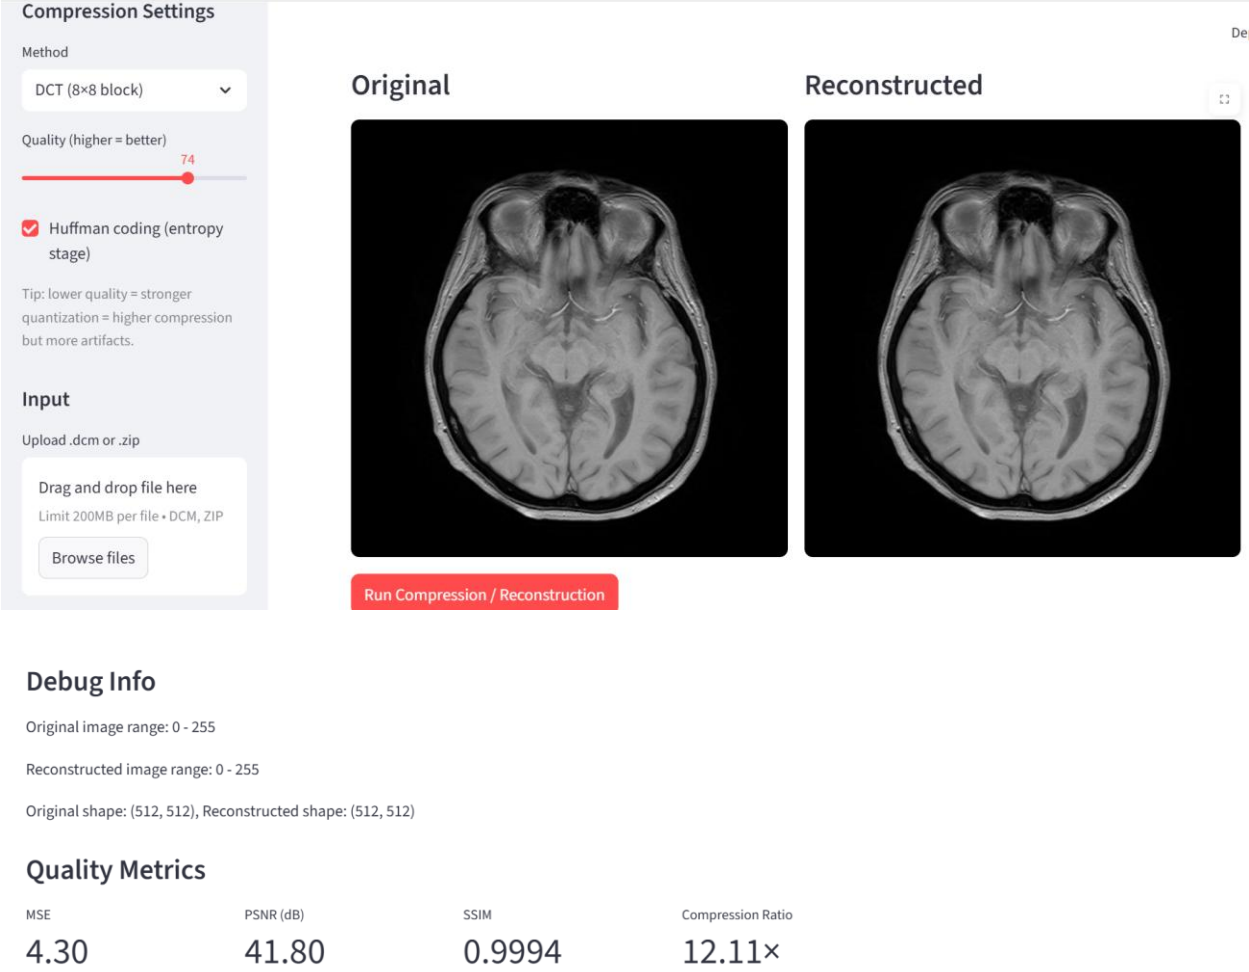 Compression Settings
Method
DCT (8×8 block)
Quality (higher = better)
74
Huffman coding (entropy
stage)
Tip: lower quality = stronger
quantization = higher compression
but more artifacts.
Input
Upload .dcm or .zip
Drag and drop file here
Limit 200MB per file • DCM, ZIP
Browse files
Original
Reconstructed
Run Compression / Reconstruction
Debug Info
Original image range: 0 - 255
Reconstructed image range: 0 - 255
Original shape: (512, 512), Reconstructed shape: (512, 512)
Quality Metrics
MSE
4.30
PSNR (dB)
41.80
SSIM
0.9994
Compression Ratio
12.11×